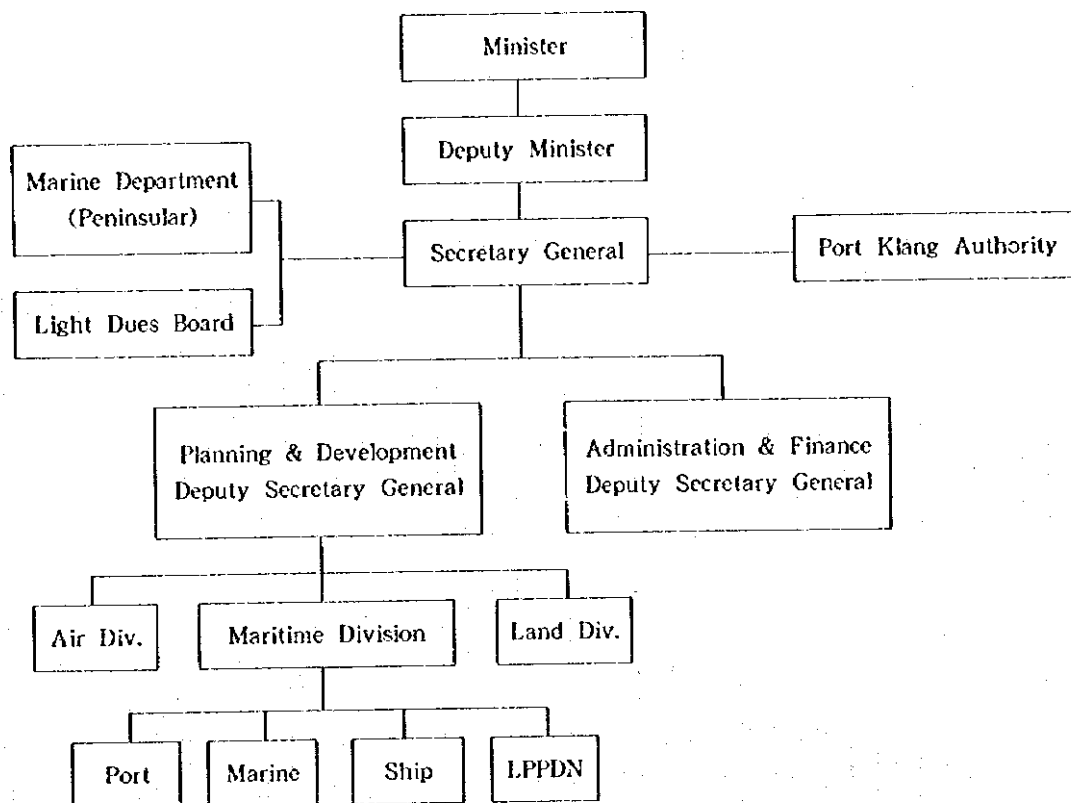 Minister
Deputy Minister
Marine Department
(Peninsular)
Secretary General
Port Klang Authority
Light Dues Board
Planning & Development
Deputy Secretary General
Administration & Finance
Deputy Secretary General
Air Div.
Maritime Division
Land Div.
Port
Marine
Ship
LPPDN